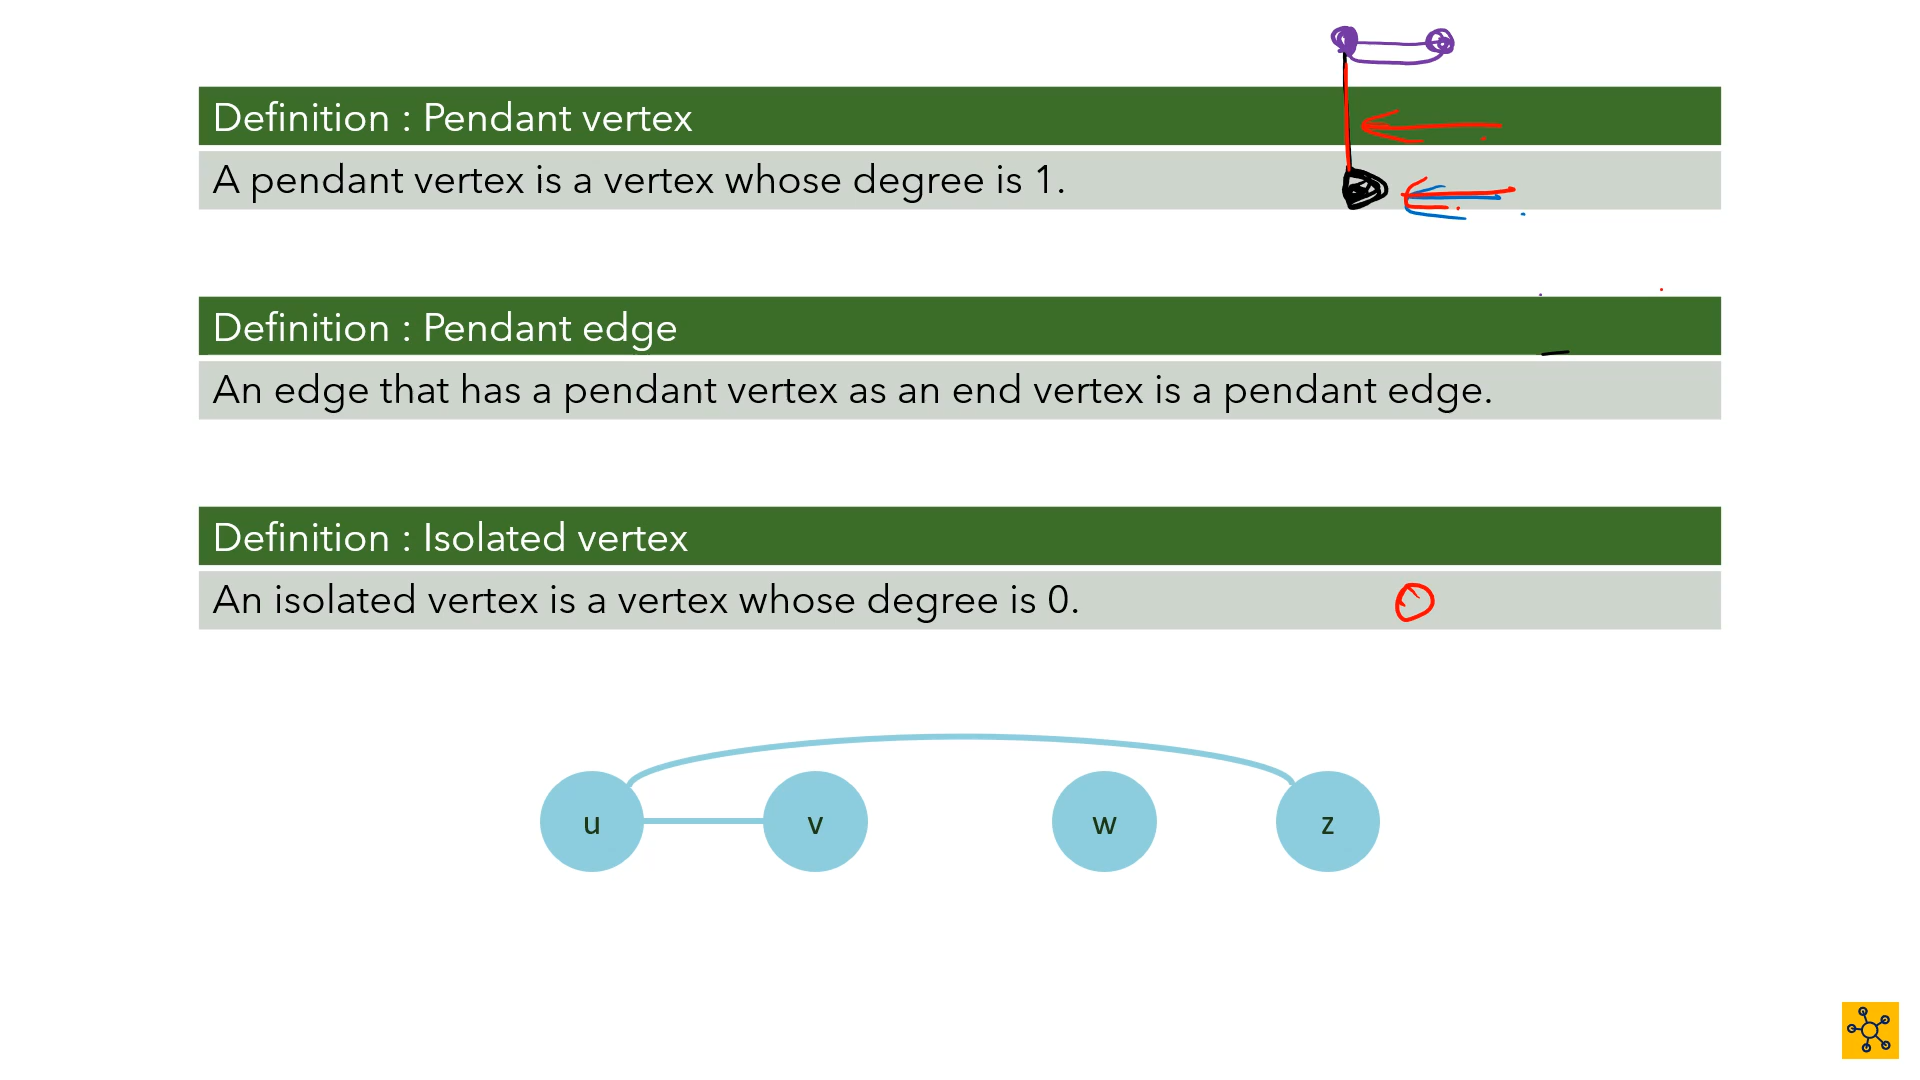 Definition : Pendant vertex
A pendant vertex is a vertex whose degree is 1.
Definition : Pendant edge
An edge that has a pendant vertex as an end vertex is a pendant edge.
Definition : Isolated vertex
An isolated vertex is a vertex whose degree is 0.
u v w z